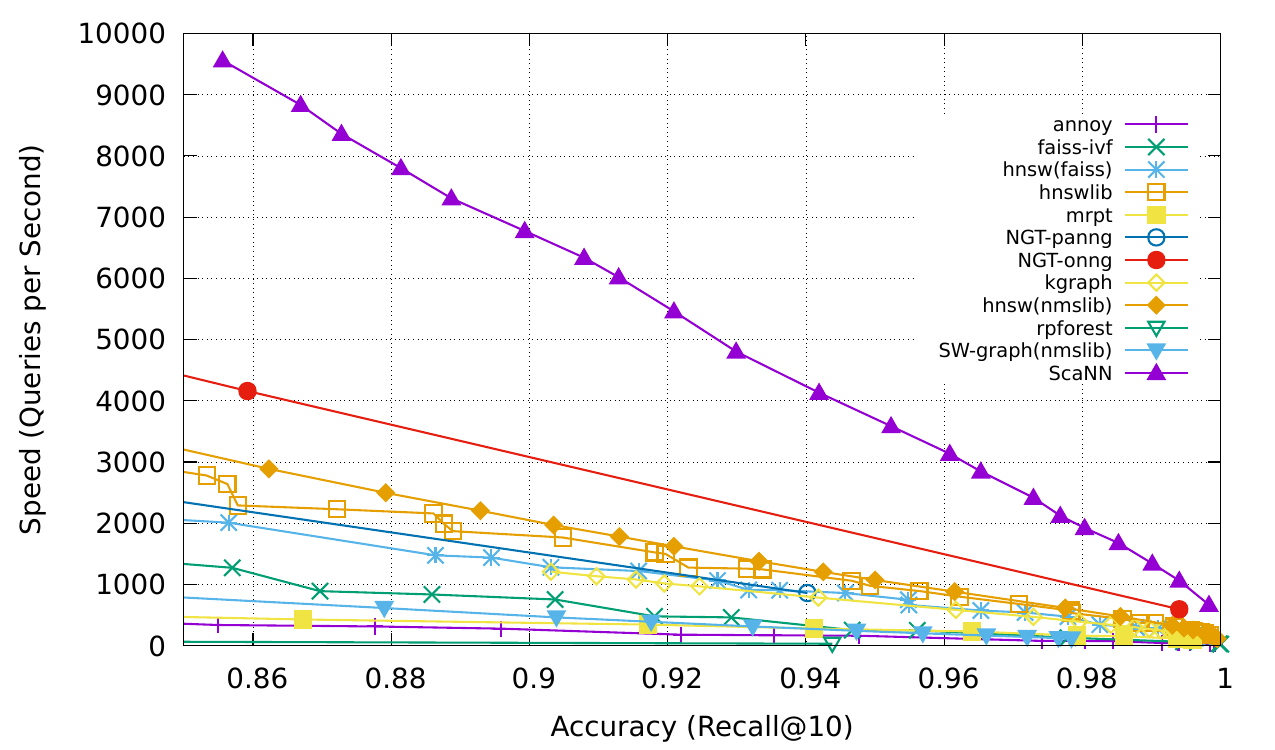 10000
9000
8000
7000
6000
5000
4000
3000
2000
1000
0
Speed (Queries per Second)
annoy
faiss-ivf
hnsw(faiss)
hnswlib
mrpt
NGT-panng
NGT-onng
kgraph
hnsw(nmslib)
rpforest
SW-graph(nmslib)
ScaNN
0.86 0.88 0.9 0.92 0.94 0.96 0.98 1
Accuracy (Recall@10)